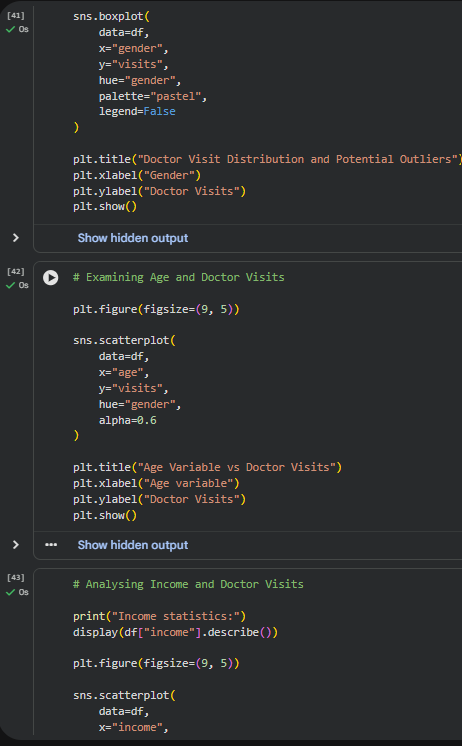 [41]
0s
sns.boxplot(
data=df,
x="gender",
y="visits",
hue="gender",
palette="pastel",
legend=False
)
plt.title("Doctor Visit Distribution and Potential Outliers")
plt.xlabel("Gender")
plt.ylabel("Doctor Visits")
plt.show()
Show hidden output
[42]
0s
# Examining Age and Doctor Visits
plt.figure(figsize=(9, 5))
sns.scatterplot(
data=df,
x="age",
y="visits",
hue="gender",
alpha=0.6
)
plt.title("Age Variable vs Doctor Visits")
plt.xlabel("Age variable")
plt.ylabel("Doctor Visits")
plt.show()
Show hidden output
[43]
0s
# Analysing Income and Doctor Visits
print("Income statistics:")
display(df["income"].describe())
plt.figure(figsize=(9, 5))
sns.scatterplot(
data=df,
x="income",